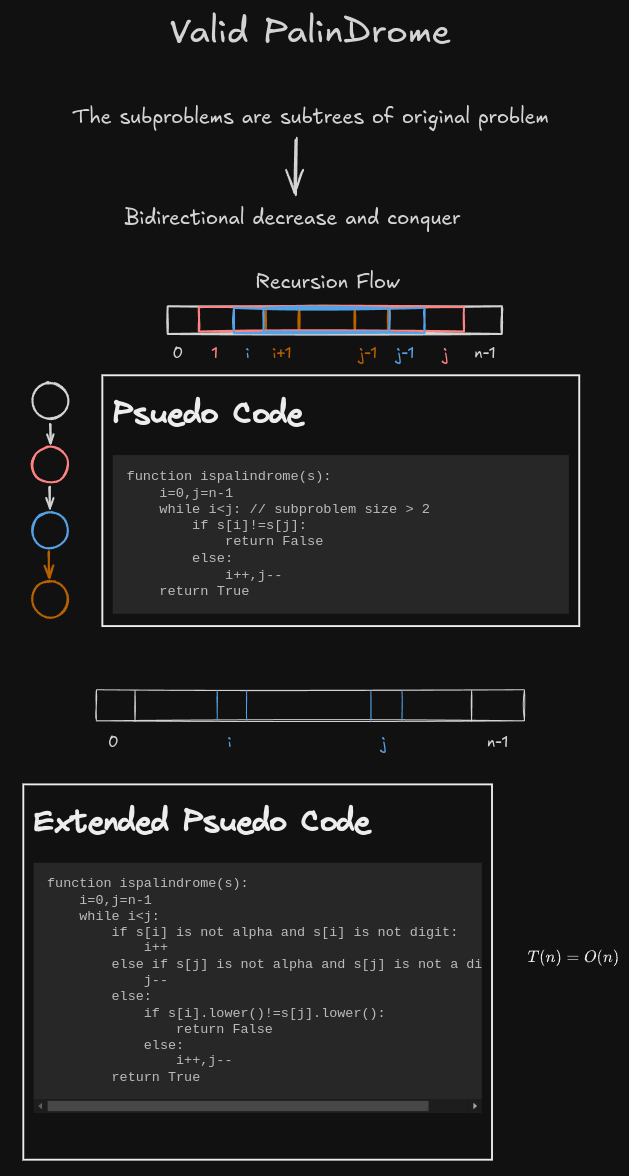 Valid PalinDrome
The subproblems are subtrees of original problem
Bidirectional decrease and conquer
Recursion Flow
0 1 i i+1 j-1 j-1 j n-1
Psuedo Code
function ispalindrome(s):
    i=0,j=n-1
    while i<j: // subproblem size > 2
        if s[i]!=s[j]:
            return False
        else:
            i++,j--
    return True
0 i j n-1
Extended Psuedo Code
function ispalindrome(s):
    i=0,j=n-1
    while i<j:
        if s[i] is not alpha and s[i] is not digit:
            i++
        else if s[j] is not alpha and s[j] is not a di
            j--
        else:
            if s[i].lower()!=s[j].lower():
                return False
            else:
                i++,j--
        return True
T(n) = O(n)